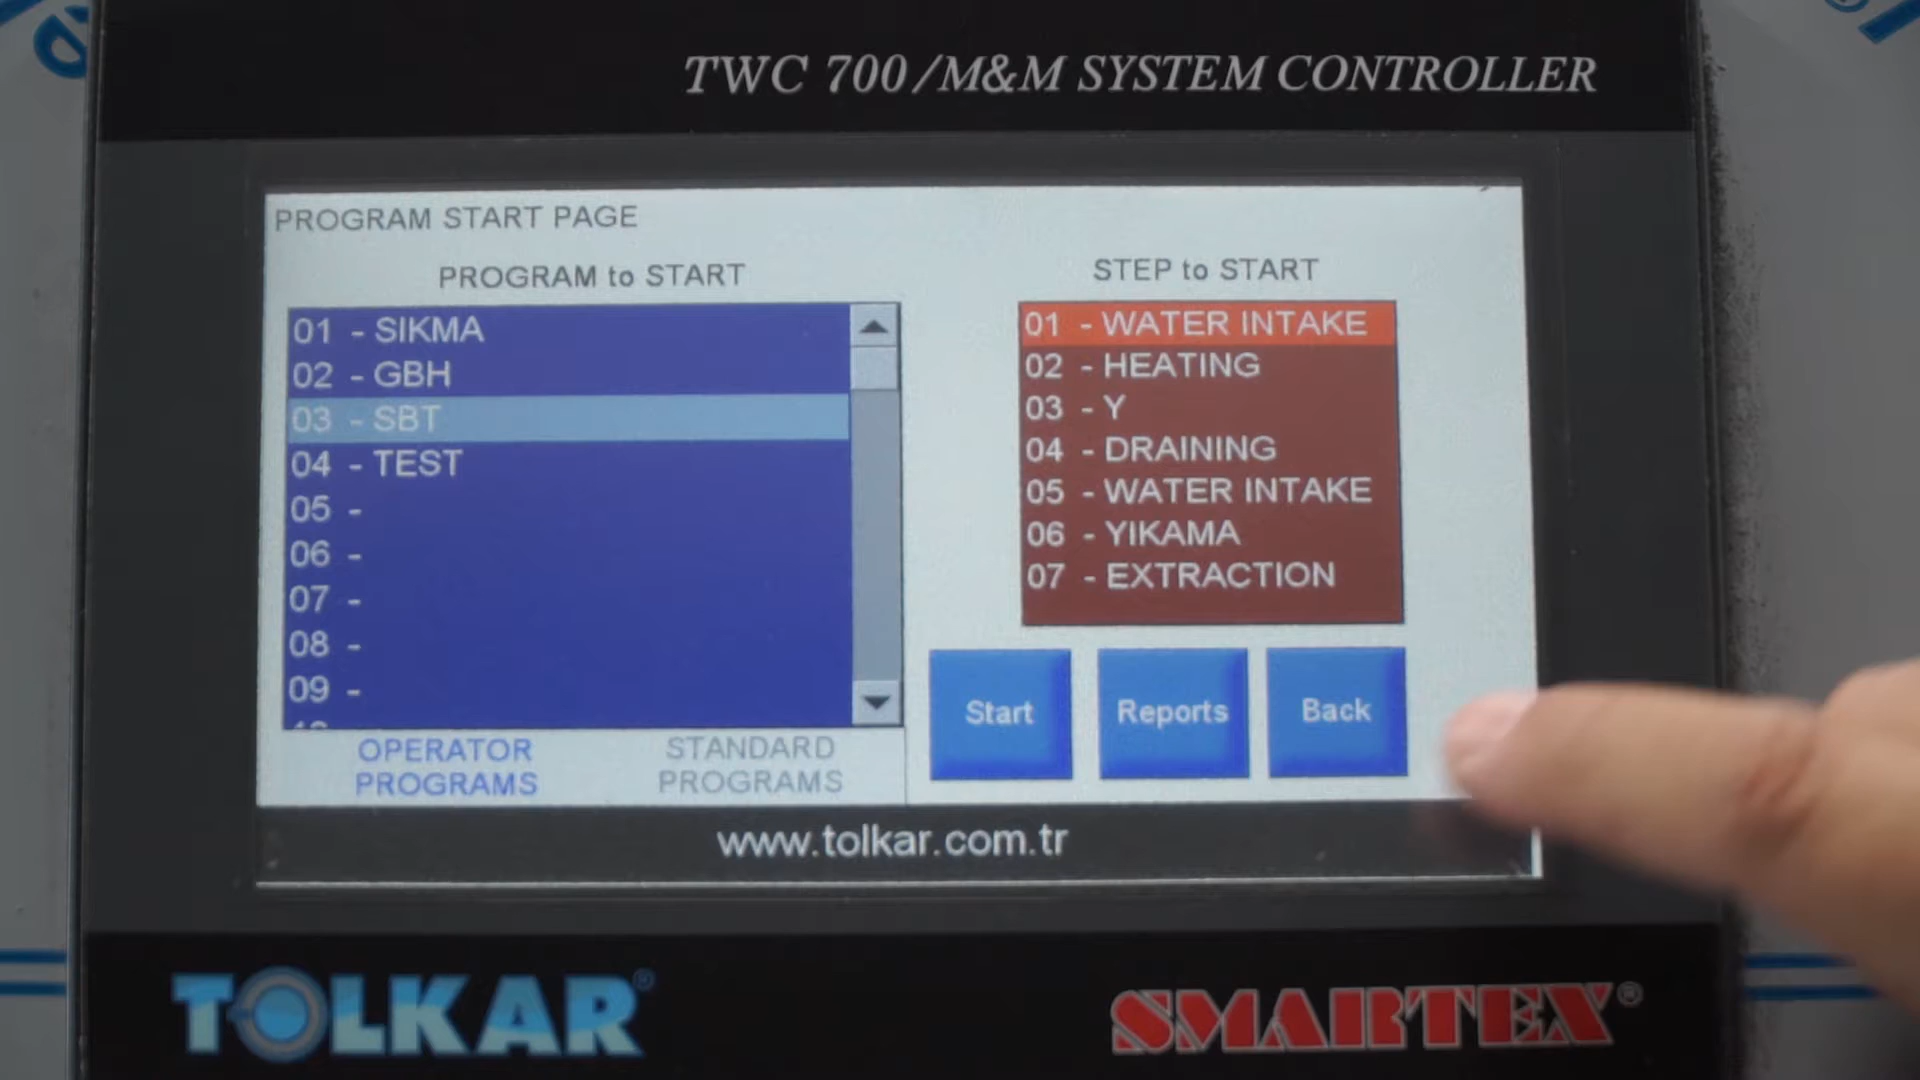 TWC 700/M&M SYSTEM CONTROLLER
PROGRAM START PAGE
PROGRAM to START
01 - SIKMA
02 - GBH
03 - SBT
04 - TEST
05 -
06 -
07 -
08 -
09 -
OPERATOR PROGRAMS
STANDARD PROGRAMS
STEP to START
01 - WATER INTAKE
02 - HEATING
03 - Y
04 - DRAINING
05 - WATER INTAKE
06 - YIKAMA
07 - EXTRACTION
Start
Reports
Back
www.tolkar.com.tr
TOLKAR®
SMARTEX®